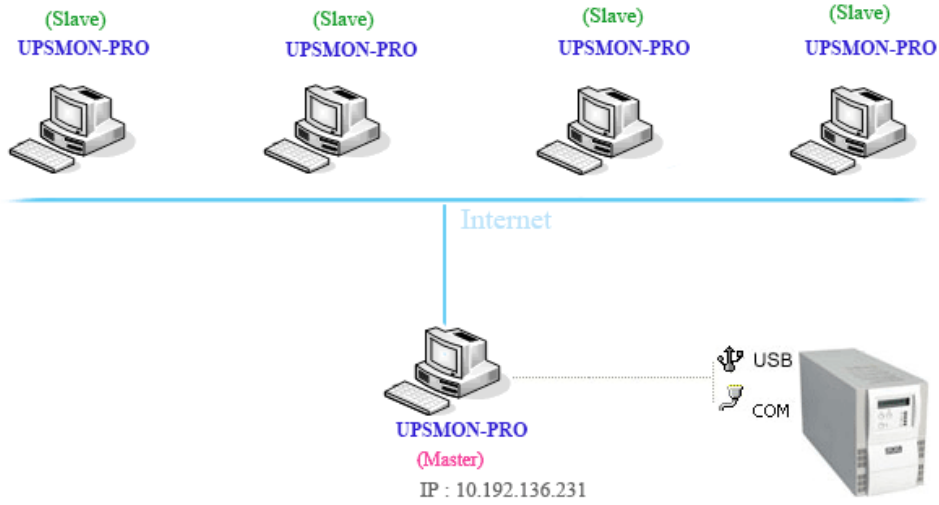 (Slave)
UPSMON-PRO
(Slave)
UPSMON-PRO
(Slave)
UPSMON-PRO
(Slave)
UPSMON-PRO
Internet
USB
COM
UPSMON-PRO
(Master)
IP : 10.192.136.231